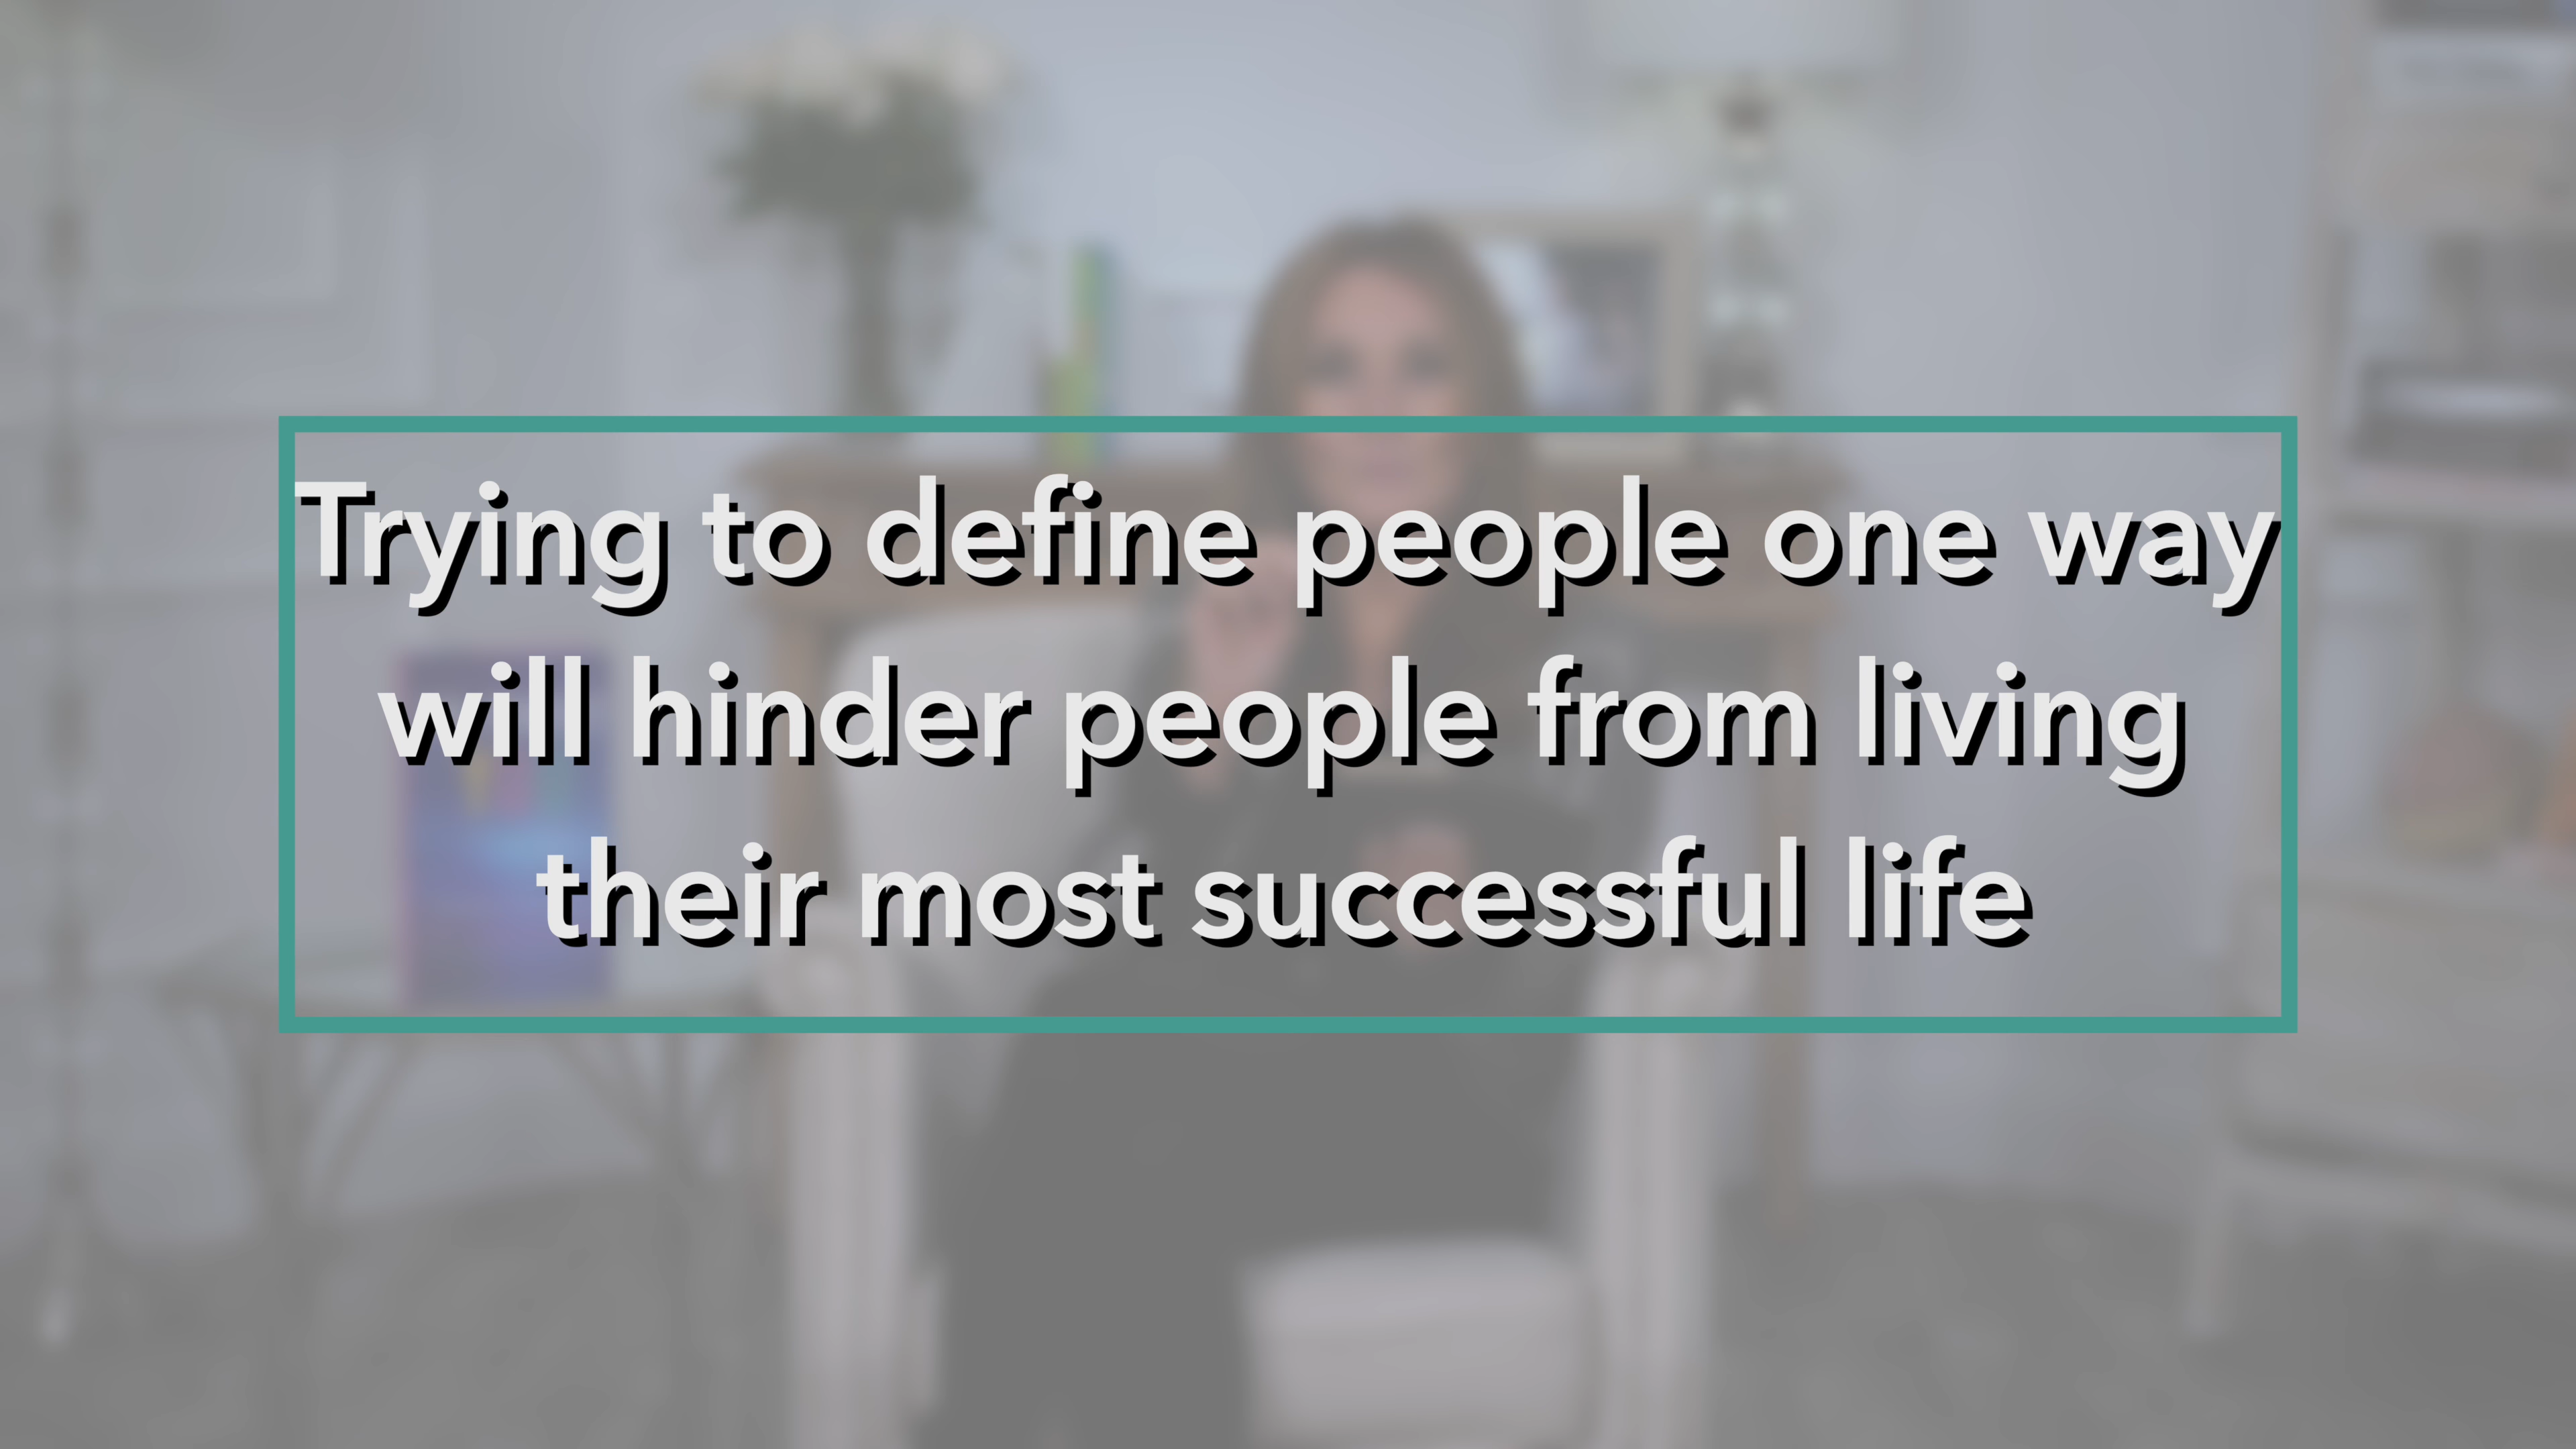 Trying to define people one way
will hinder people from living
their most successful life